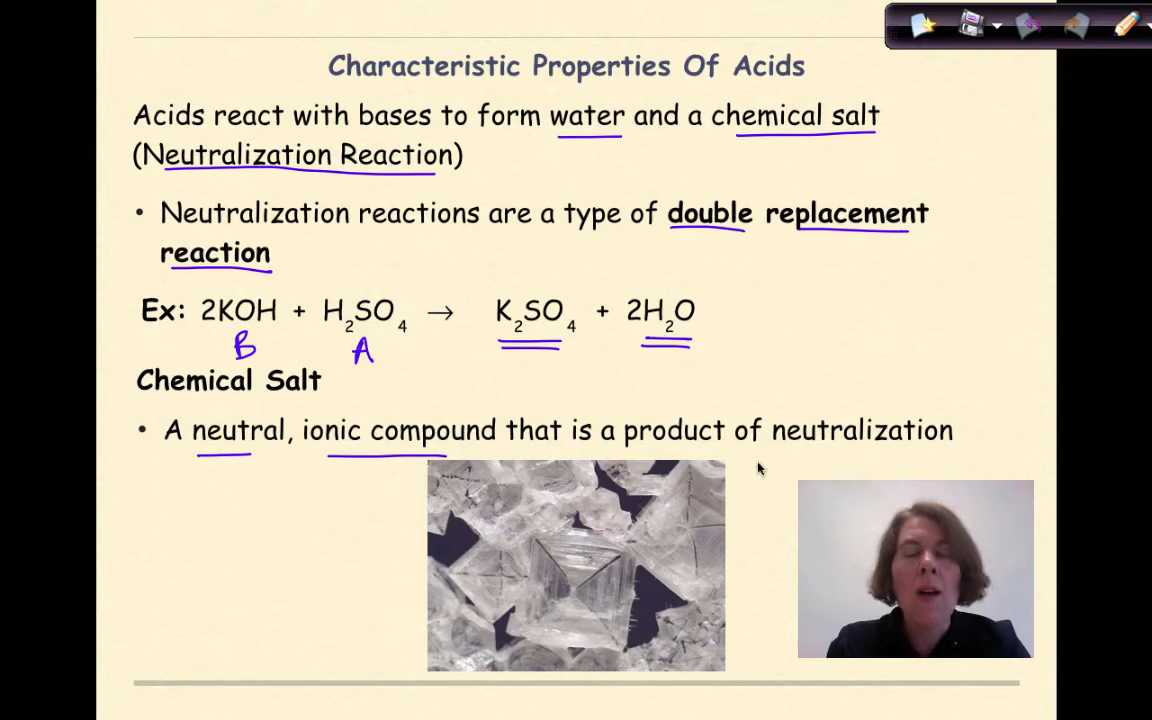 Characteristic Properties Of Acids
Acids react with bases to form water and a chemical salt
(Neutralization Reaction)
• Neutralization reactions are a type of double replacement
reaction
Ex: 2KOH + H₂SO₄ → K₂SO₄ + 2H₂O
B A
Chemical Salt
• A neutral, ionic compound that is a product of neutralization